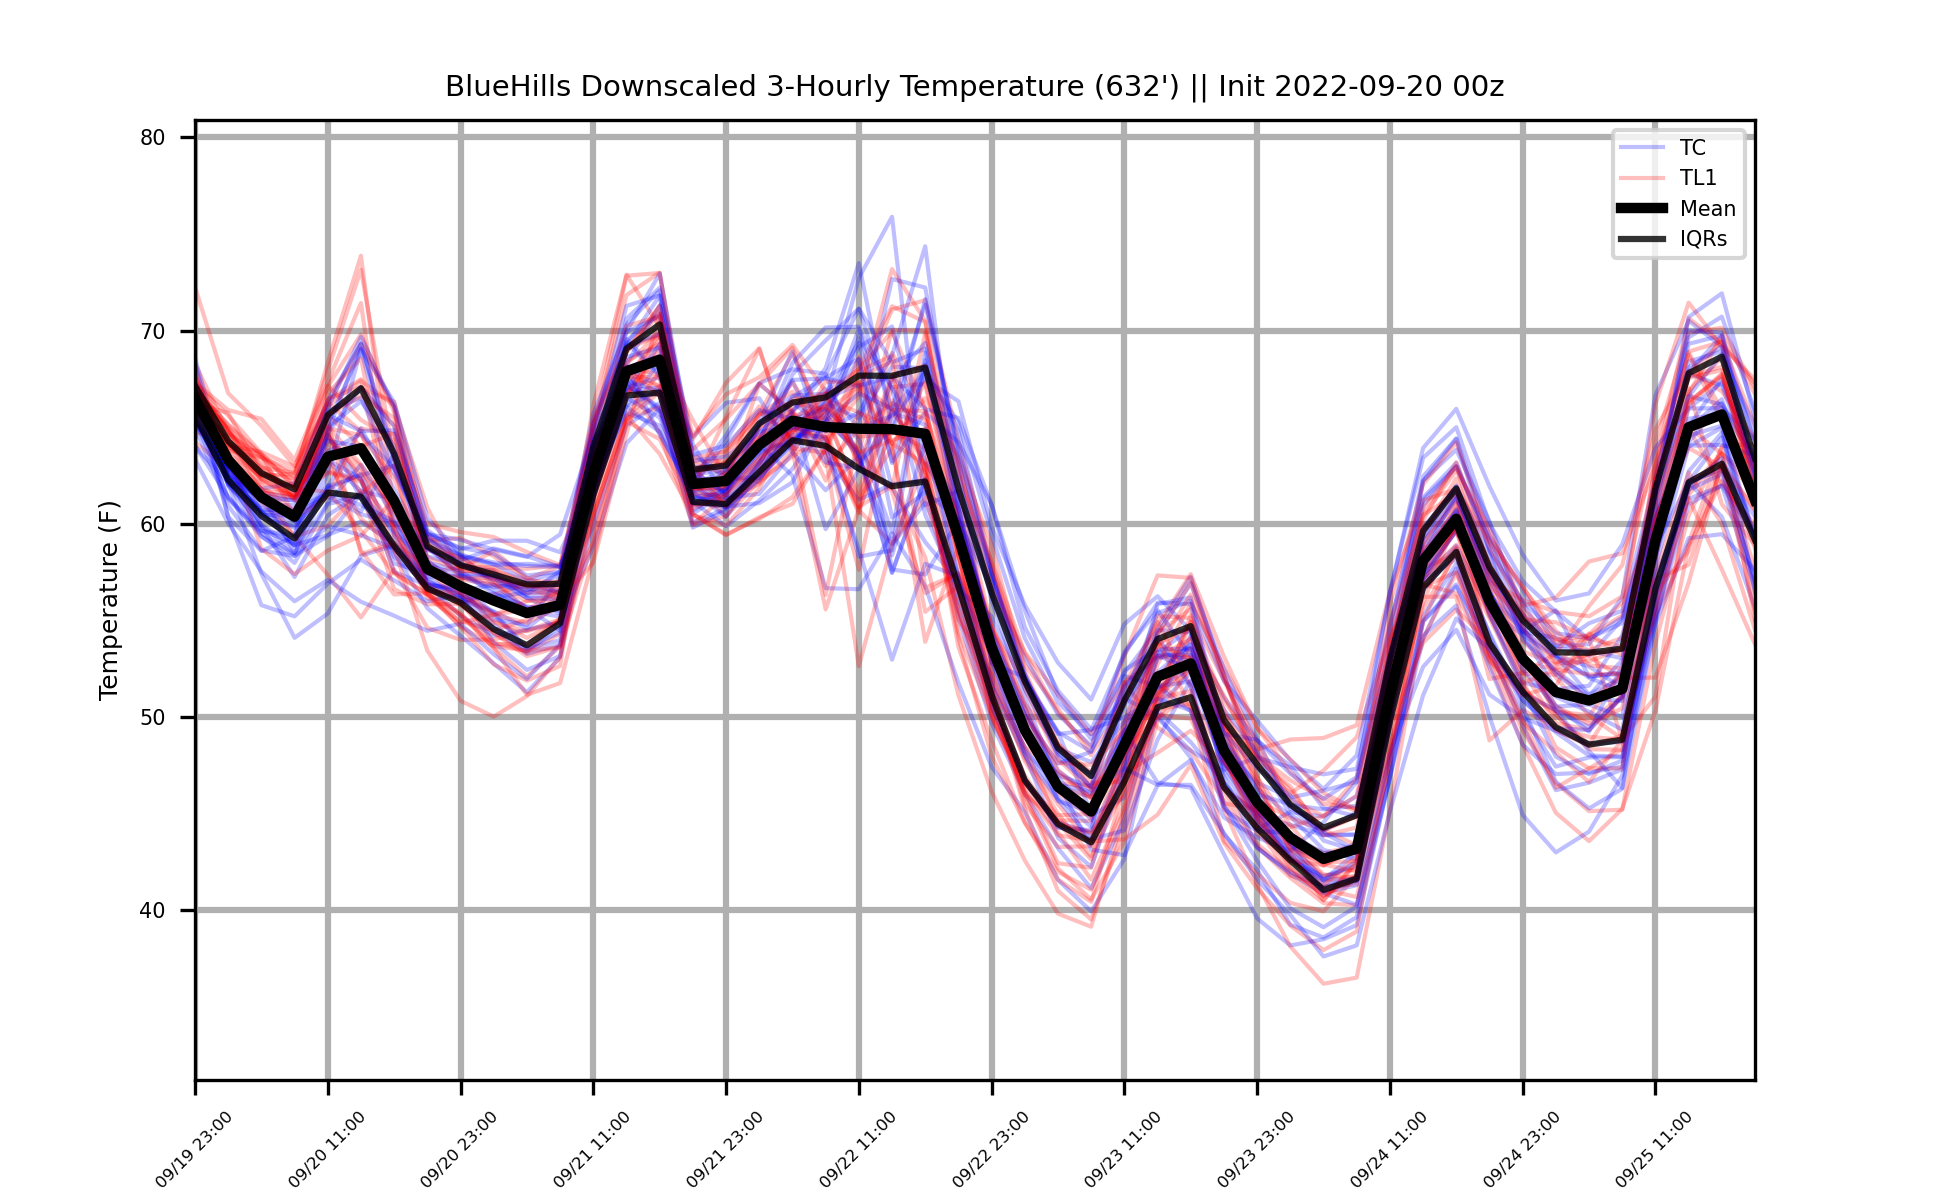 BlueHills Downscaled 3-Hourly Temperature (632') || Init 2022-09-20 00z
TC
TL1
Mean
IQRs
Temperature (F)
80
70
60
50
40
09/19 23:00
09/20 11:00
09/20 23:00
09/21 11:00
09/21 23:00
09/22 11:00
09/22 23:00
09/23 11:00
09/23 23:00
09/24 11:00
09/24 23:00
09/25 11:00